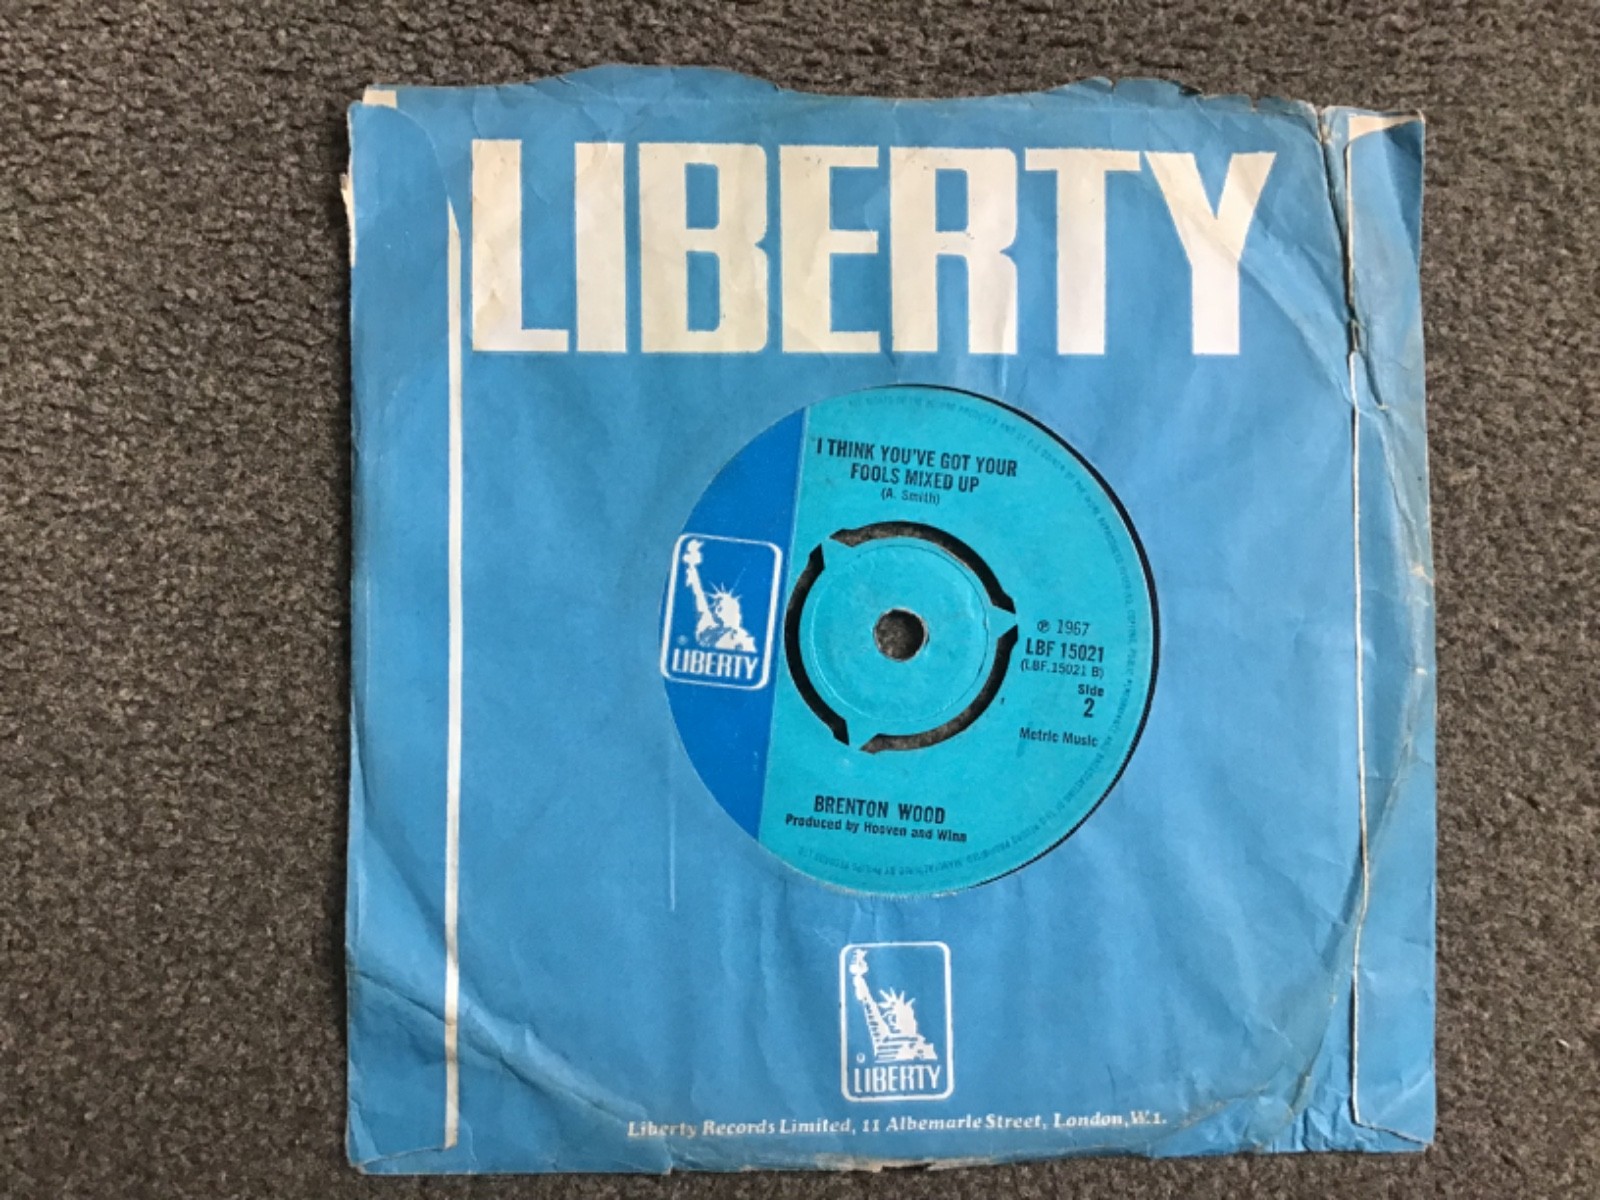 LIBERTY
I THINK YOU'VE GOT YOUR
FOOLS MIXED UP
(A. Smith)
℗ 1967
LBF 15021
(LBF.15021 B)
Side
2
Metric Music
® LIBERTY
BRENTON WOOD
Produced by Hooven and Winn
® LIBERTY
Liberty Records Limited, 11 Albemarle Street, London, W.1.